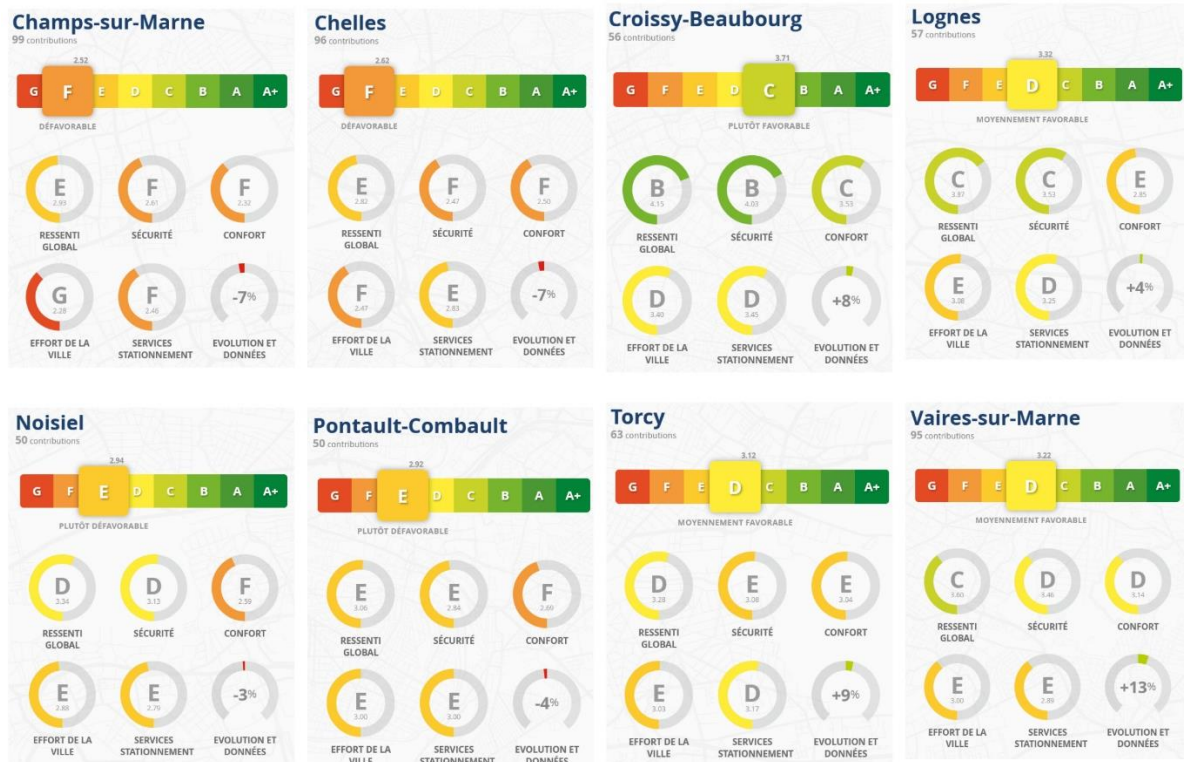 Champs-sur-Marne
99 contributions
2.52
G F E D C B A A+
DÉFAVORABLE
E
2.93
RESSENTI
GLOBAL
F
2.61
SÉCURITÉ
F
2.32
CONFORT
G
2.28
EFFORT DE LA
VILLE
F
2.46
SERVICES
STATIONNEMENT
-7%
EVOLUTION ET
DONNÉES
Chelles
96 contributions
2.62
G F E D C B A A+
DÉFAVORABLE
E
2.82
RESSENTI
GLOBAL
F
2.47
SÉCURITÉ
F
2.50
CONFORT
F
2.47
EFFORT DE LA
VILLE
E
2.83
SERVICES
STATIONNEMENT
-7%
EVOLUTION ET
DONNÉES
Croissy-Beaubourg
56 contributions
3.71
G F E D C B A A+
PLUTÔT FAVORABLE
B
4.15
RESSENTI
GLOBAL
B
4.03
SÉCURITÉ
C
3.53
CONFORT
D
3.40
EFFORT DE LA
VILLE
D
3.45
SERVICES
STATIONNEMENT
+8%
EVOLUTION ET
DONNÉES
Lognes
57 contributions
3.32
G F E D C B A A+
MOYENNEMENT FAVORABLE
C
3.87
RESSENTI
GLOBAL
C
3.53
SÉCURITÉ
E
2.85
CONFORT
E
3.08
EFFORT DE LA
VILLE
D
3.25
SERVICES
STATIONNEMENT
+4%
EVOLUTION ET
DONNÉES
Noisiel
50 contributions
2.94
G F E D C B A A+
PLUTÔT DÉFAVORABLE
D
3.24
RESSENTI
GLOBAL
D
3.13
SÉCURITÉ
F
2.59
CONFORT
E
2.88
EFFORT DE LA
VILLE
E
2.79
SERVICES
STATIONNEMENT
-3%
EVOLUTION ET
DONNÉES
Pontault-Combault
50 contributions
2.92
G F E D C B A A+
PLUTÔT DÉFAVORABLE
E
3.06
RESSENTI
GLOBAL
E
2.84
SÉCURITÉ
F
2.69
CONFORT
E
3.00
EFFORT DE LA
VILLE
E
3.00
SERVICES
STATIONNEMENT
-4%
EVOLUTION ET
DONNÉES
Torcy
63 contributions
3.12
G F E D C B A A+
MOYENNEMENT FAVORABLE
D
3.28
RESSENTI
GLOBAL
E
3.08
SÉCURITÉ
E
3.04
CONFORT
E
3.03
EFFORT DE LA
VILLE
D
3.17
SERVICES
STATIONNEMENT
+9%
EVOLUTION ET
DONNÉES
Vaires-sur-Marne
95 contributions
3.22
G F E D C B A A+
MOYENNEMENT FAVORABLE
C
3.60
RESSENTI
GLOBAL
D
3.46
SÉCURITÉ
D
3.14
CONFORT
E
3.00
EFFORT DE LA
VILLE
E
2.89
SERVICES
STATIONNEMENT
+13%
EVOLUTION ET
DONNÉES